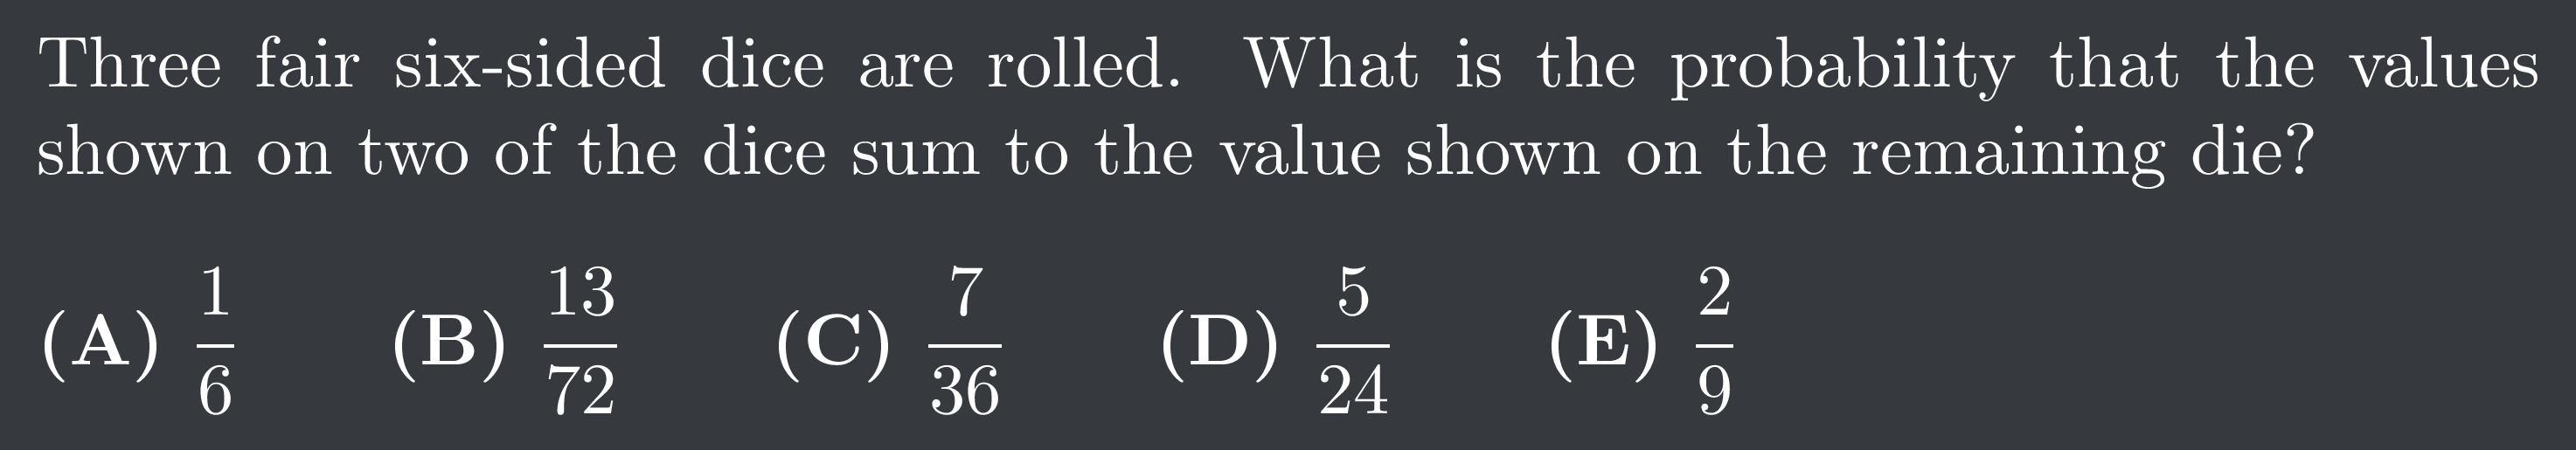 Three fair six-sided dice are rolled. What is the probability that the values
shown on two of the dice sum to the value shown on the remaining die?
(A) 1/6 (B) 13/72 (C) 7/36 (D) 5/24 (E) 2/9